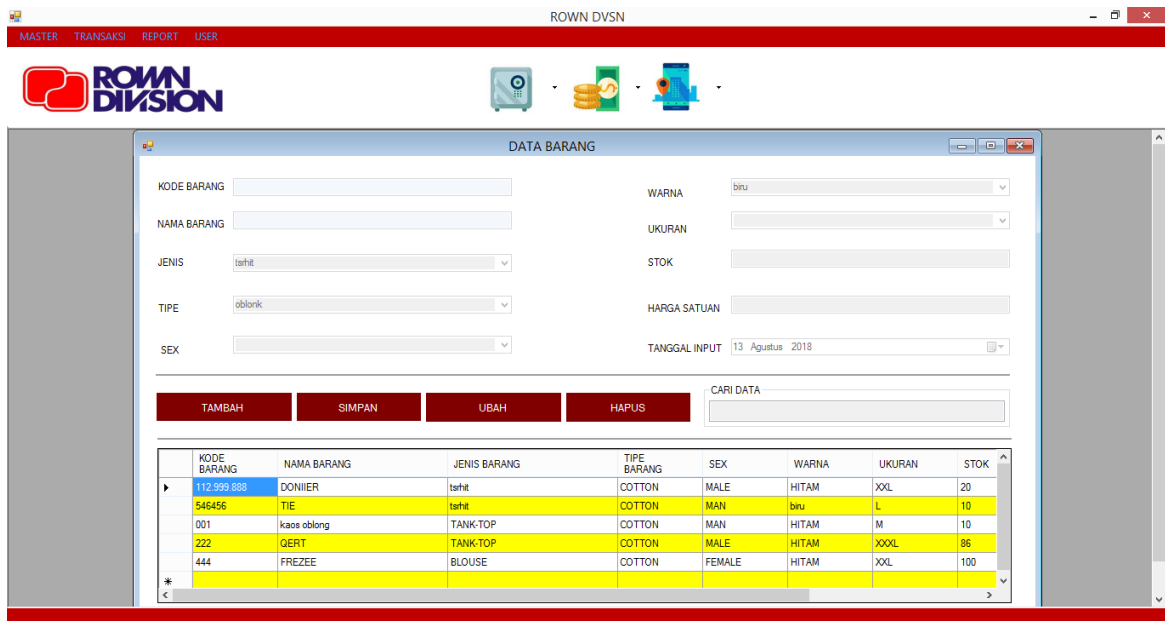 ROWN DVSN
MASTER TRANSAKSI REPORT USER
ROWN
DIVISION
DATA BARANG
KODE BARANG
WARNA biru
NAMA BARANG
UKURAN
JENIS tsrhit
STOK
TIPE oblonk
HARGA SATUAN
SEX
TANGGAL INPUT 13 Agustus 2018
TAMBAH SIMPAN UBAH HAPUS
CARI DATA
KODE BARANG NAMA BARANG JENIS BARANG TIPE BARANG SEX WARNA UKURAN STOK
112.999.888 DONIIER tsrhit COTTON MALE HITAM XXL 20
546456 TIE tsrhit COTTON MAN biru L 10
001 kaos oblong TANK-TOP COTTON MAN HITAM M 10
222 QERT TANK-TOP COTTON MALE HITAM XXXL 86
444 FREZEE BLOUSE COTTON FEMALE HITAM XXL 100